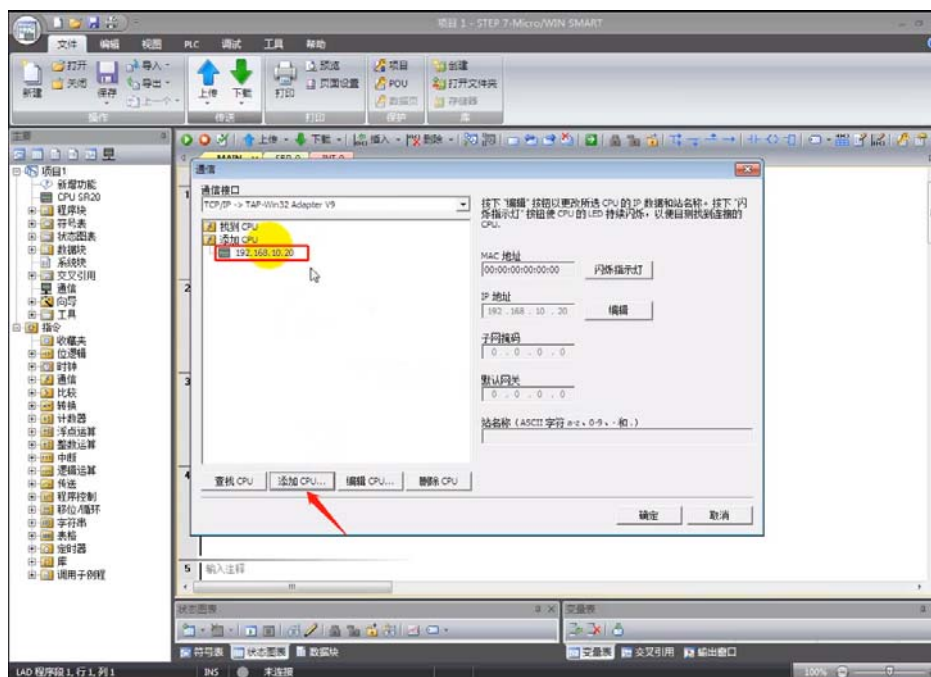 项目 1 - STEP 7-Micro/WIN SMART
文件 编辑 视图 PLC 调试 工具 帮助
新建 打开 关闭 保存 导入 导出 上一个
上传 下载 打印 预览 页面设置
项目 POU 数据页
创建 打开文件夹 存储器
操作 传送 打印 保护 库
主要
上传 下载 插入 删除
MAIN SBR_0 INT_0
项目1
新增功能
CPU SR20
程序块
符号表
状态图表
数据块
系统块
交叉引用
通信
向导
工具
指令
收藏夹
位逻辑
时钟
通信
比较
转换
计数器
浮点运算
整数运算
中断
逻辑运算
传送
程序控制
移位/循环
字符串
表格
定时器
库
调用子例程
1
2
3
4
5 输入注释
通信
通信接口
TCP/IP -> TAP-Win32 Adapter V9
找到 CPU
添加 CPU
192.168.10.20
按下“编辑”按钮以更改所选 CPU 的 IP 数据和站名称。按下“闪
烁指示灯”按钮使 CPU 的 LED 持续闪烁，以便目测找到连接的
CPU。
MAC 地址
00:00:00:00:00:00 闪烁指示灯
IP 地址
192 . 168 . 10 . 20 编辑
子网掩码
0 . 0 . 0 . 0
默认网关
0 . 0 . 0 . 0
站名称（ASCII 字符 a-z、0-9、- 和 .）
查找 CPU 添加 CPU... 编辑 CPU... 删除 CPU
确定 取消
状态图表 变量表
符号表 状态图表 数据块 变量表 交叉引用 输出窗口
LAD 程序段 1, 行 1, 列 1 INS 未连接 100%